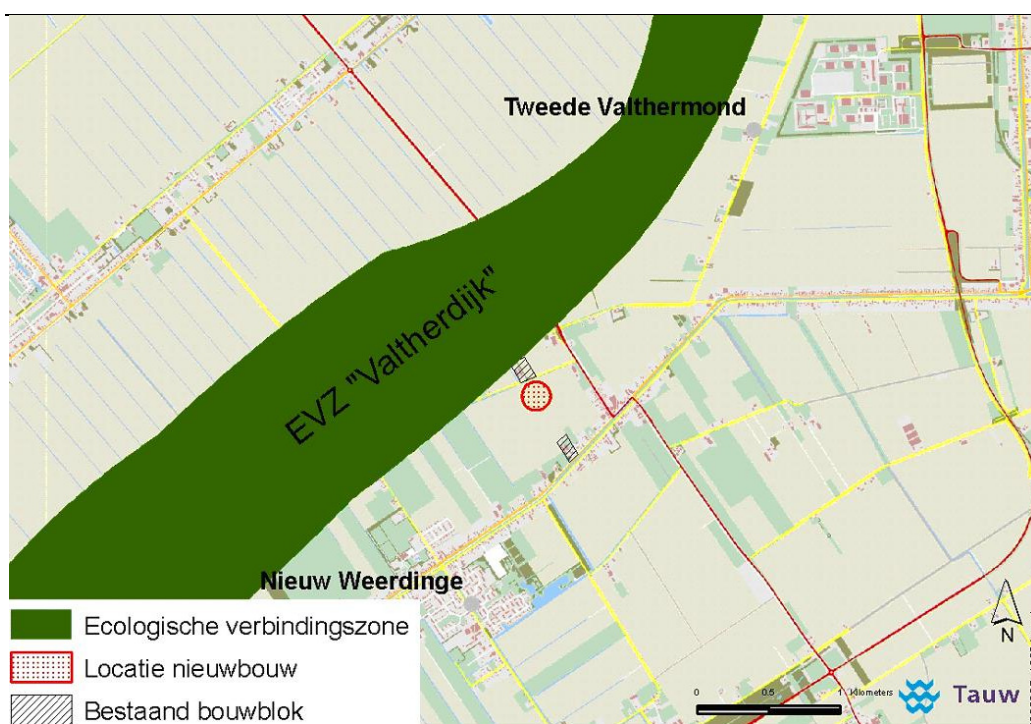 Tweede Valthermond
EVZ "Valtherdijk"
Nieuw Weerdinge
Ecologische verbindingszone
Locatie nieuwbouw
Bestaand bouwblok
N
0 0.5 1 Kilometers
Tauw